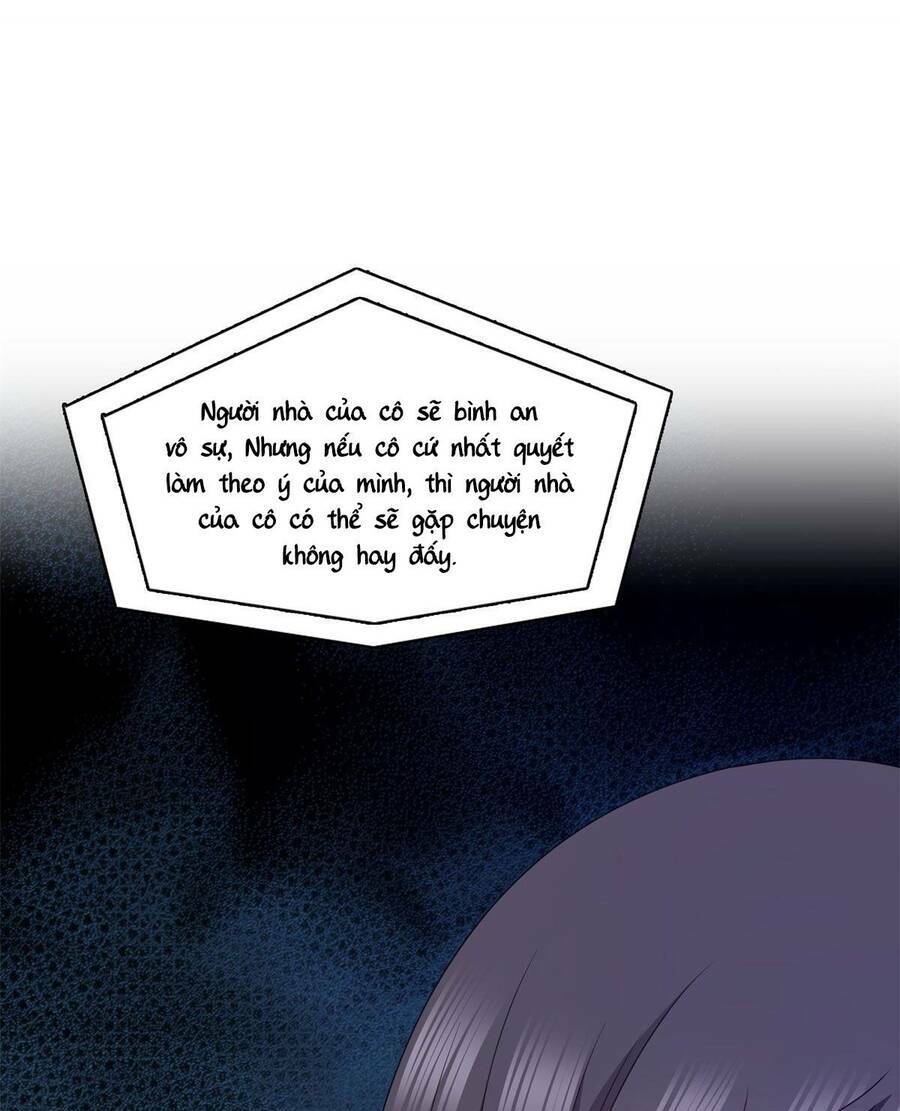 Người nhà của cô sẽ bình an
vô sự, Nhưng nếu cô cứ nhất quyết
làm theo ý của mình, thì người nhà
của cô có thể sẽ gặp chuyện
không hay đấy.